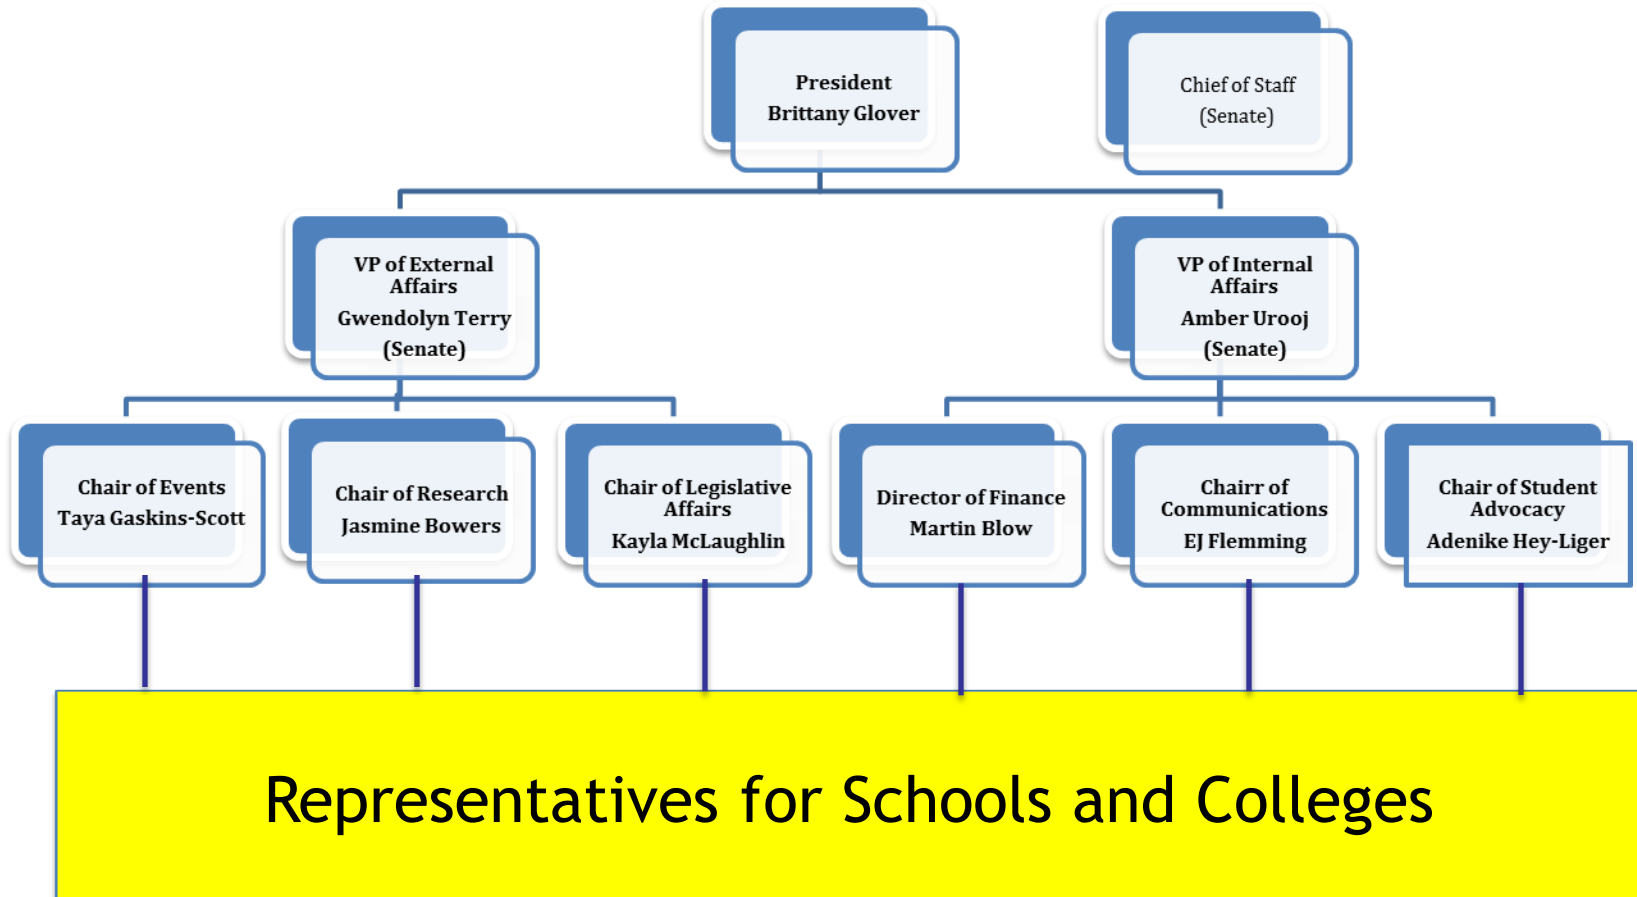 President
Brittany Glover
Chief of Staff
(Senate)
VP of External
Affairs
Gwendolyn Terry
(Senate)
VP of Internal
Affairs
Amber Urooj
(Senate)
Chair of Events
Taya Gaskins-Scott
Chair of Research
Jasmine Bowers
Chair of Legislative
Affairs
Kayla McLaughlin
Director of Finance
Martin Blow
Chairr of
Communications
EJ Flemming
Chair of Student
Advocacy
Adenike Hey-Liger
Representatives for Schools and Colleges